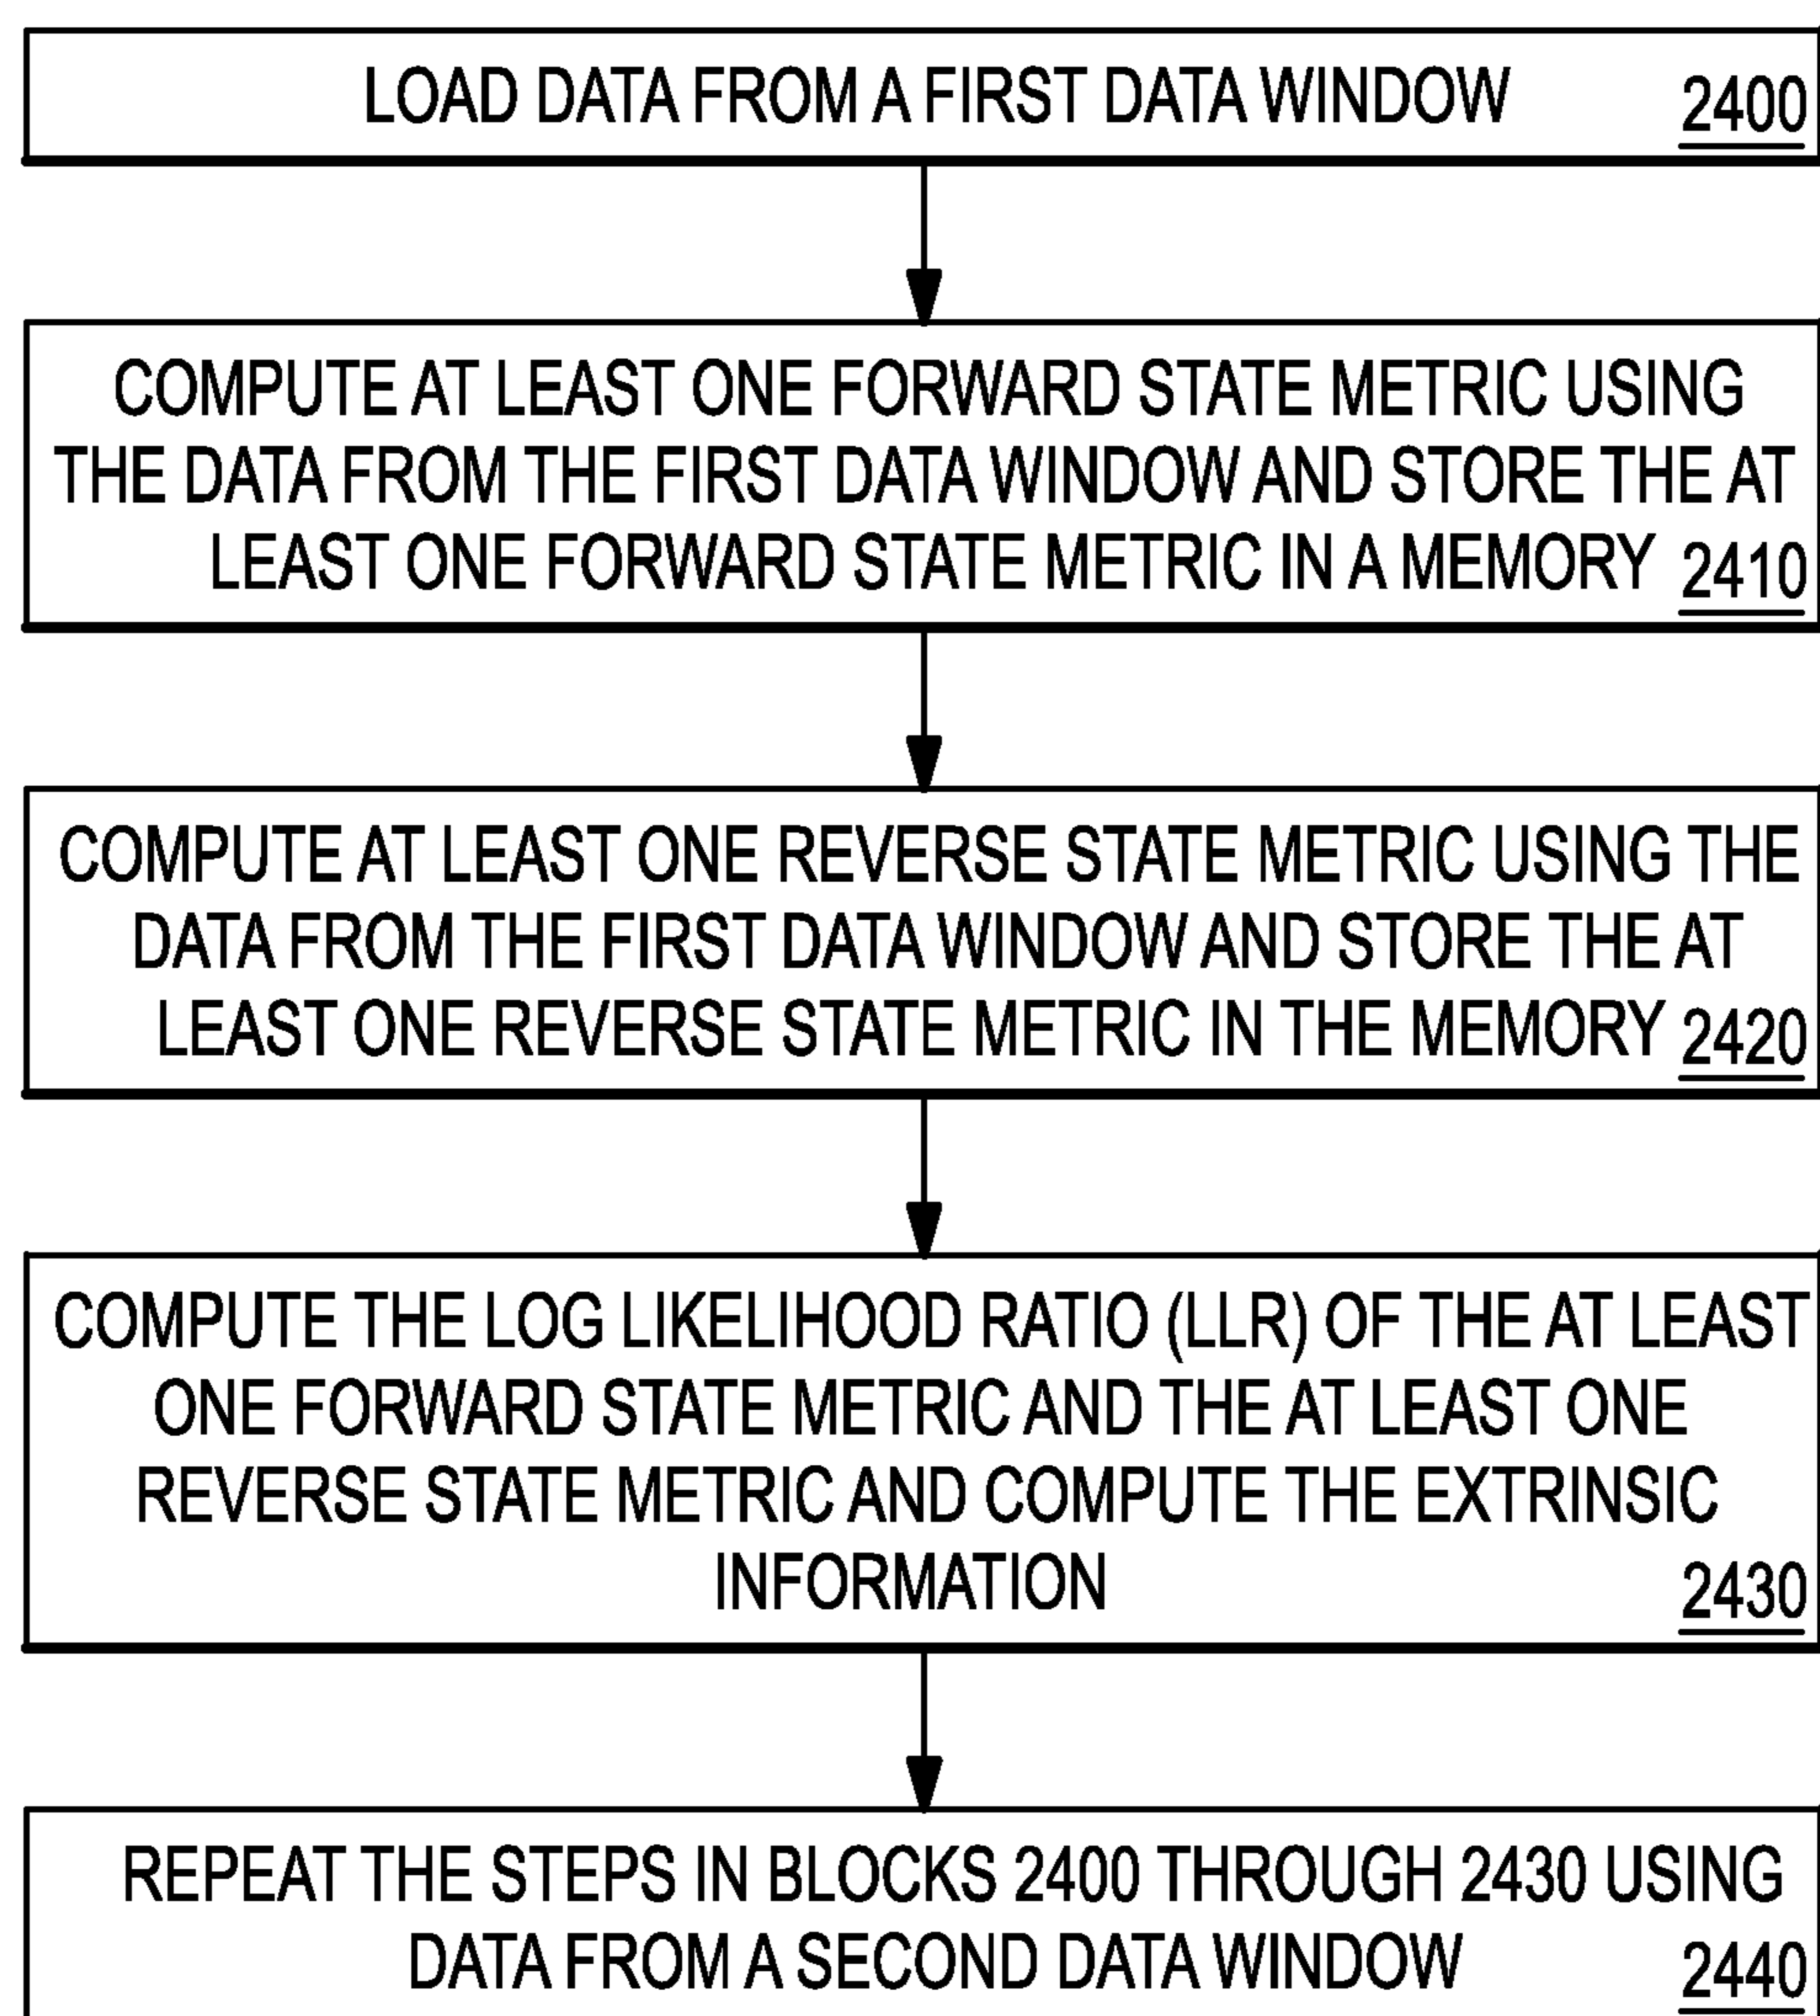 LOAD DATA FROM A FIRST DATA WINDOW 2400
COMPUTE AT LEAST ONE FORWARD STATE METRIC USING
THE DATA FROM THE FIRST DATA WINDOW AND STORE THE AT
LEAST ONE FORWARD STATE METRIC IN A MEMORY 2410
COMPUTE AT LEAST ONE REVERSE STATE METRIC USING THE
DATA FROM THE FIRST DATA WINDOW AND STORE THE AT
LEAST ONE REVERSE STATE METRIC IN THE MEMORY 2420
COMPUTE THE LOG LIKELIHOOD RATIO (LLR) OF THE AT LEAST
ONE FORWARD STATE METRIC AND THE AT LEAST ONE
REVERSE STATE METRIC AND COMPUTE THE EXTRINSIC
INFORMATION 2430
REPEAT THE STEPS IN BLOCKS 2400 THROUGH 2430 USING
DATA FROM A SECOND DATA WINDOW 2440